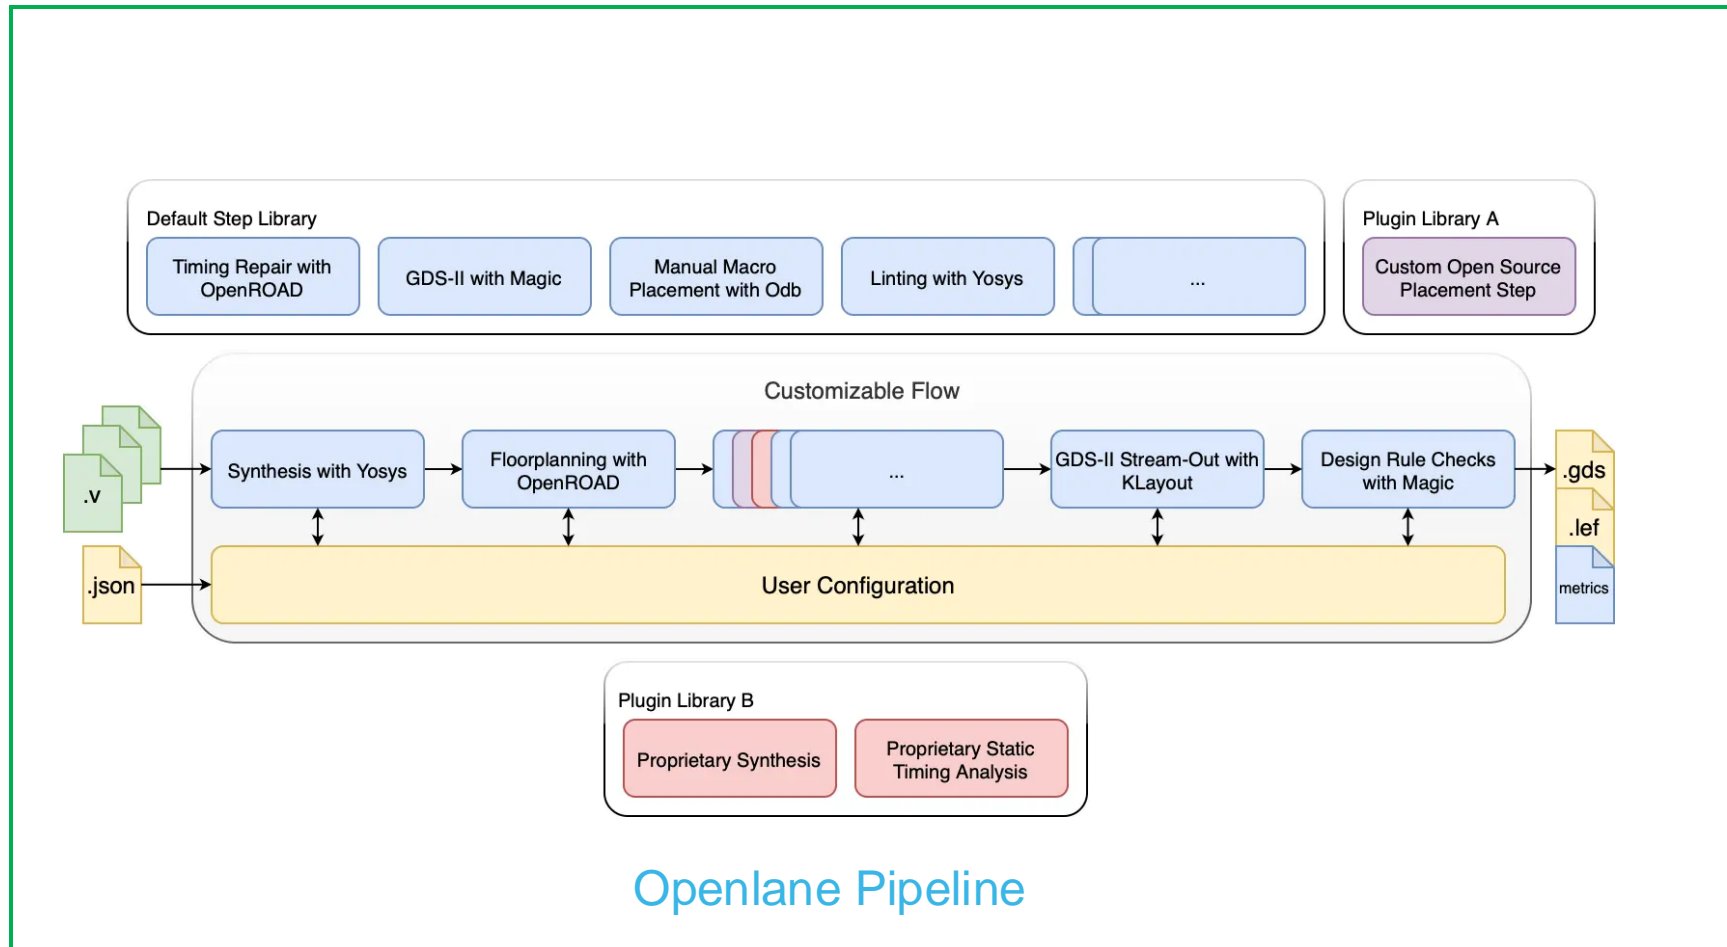 Default Step Library
Timing Repair with
OpenROAD
GDS-II with Magic
Manual Macro
Placement with Odb
Linting with Yosys
...
Plugin Library A
Custom Open Source
Placement Step
Customizable Flow
.v
Synthesis with Yosys
Floorplanning with
OpenROAD
...
GDS-II Stream-Out with
KLayout
Design Rule Checks
with Magic
.gds
.lef
metrics
.json
User Configuration
Plugin Library B
Proprietary Synthesis
Proprietary Static
Timing Analysis
Openlane Pipeline